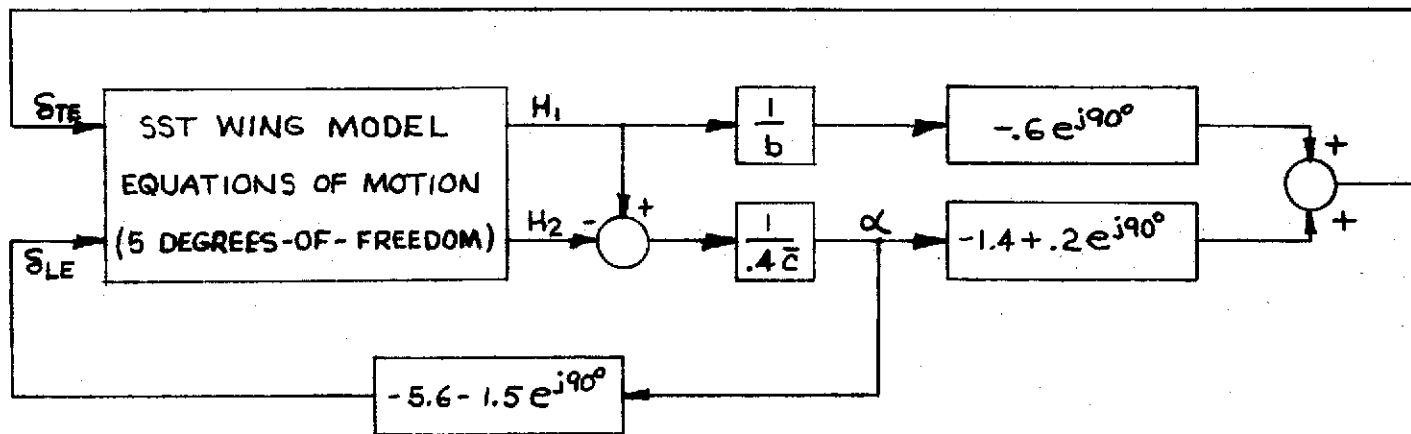 δTE
SST WING MODEL
EQUATIONS OF MOTION
(5 DEGREES-OF-FREEDOM)
δLE
H1
H2
+
-
1
b
1
.4c̄
α
-.6e^j90°
-1.4+.2e^j90°
+
+
-5.6-1.5e^j90°